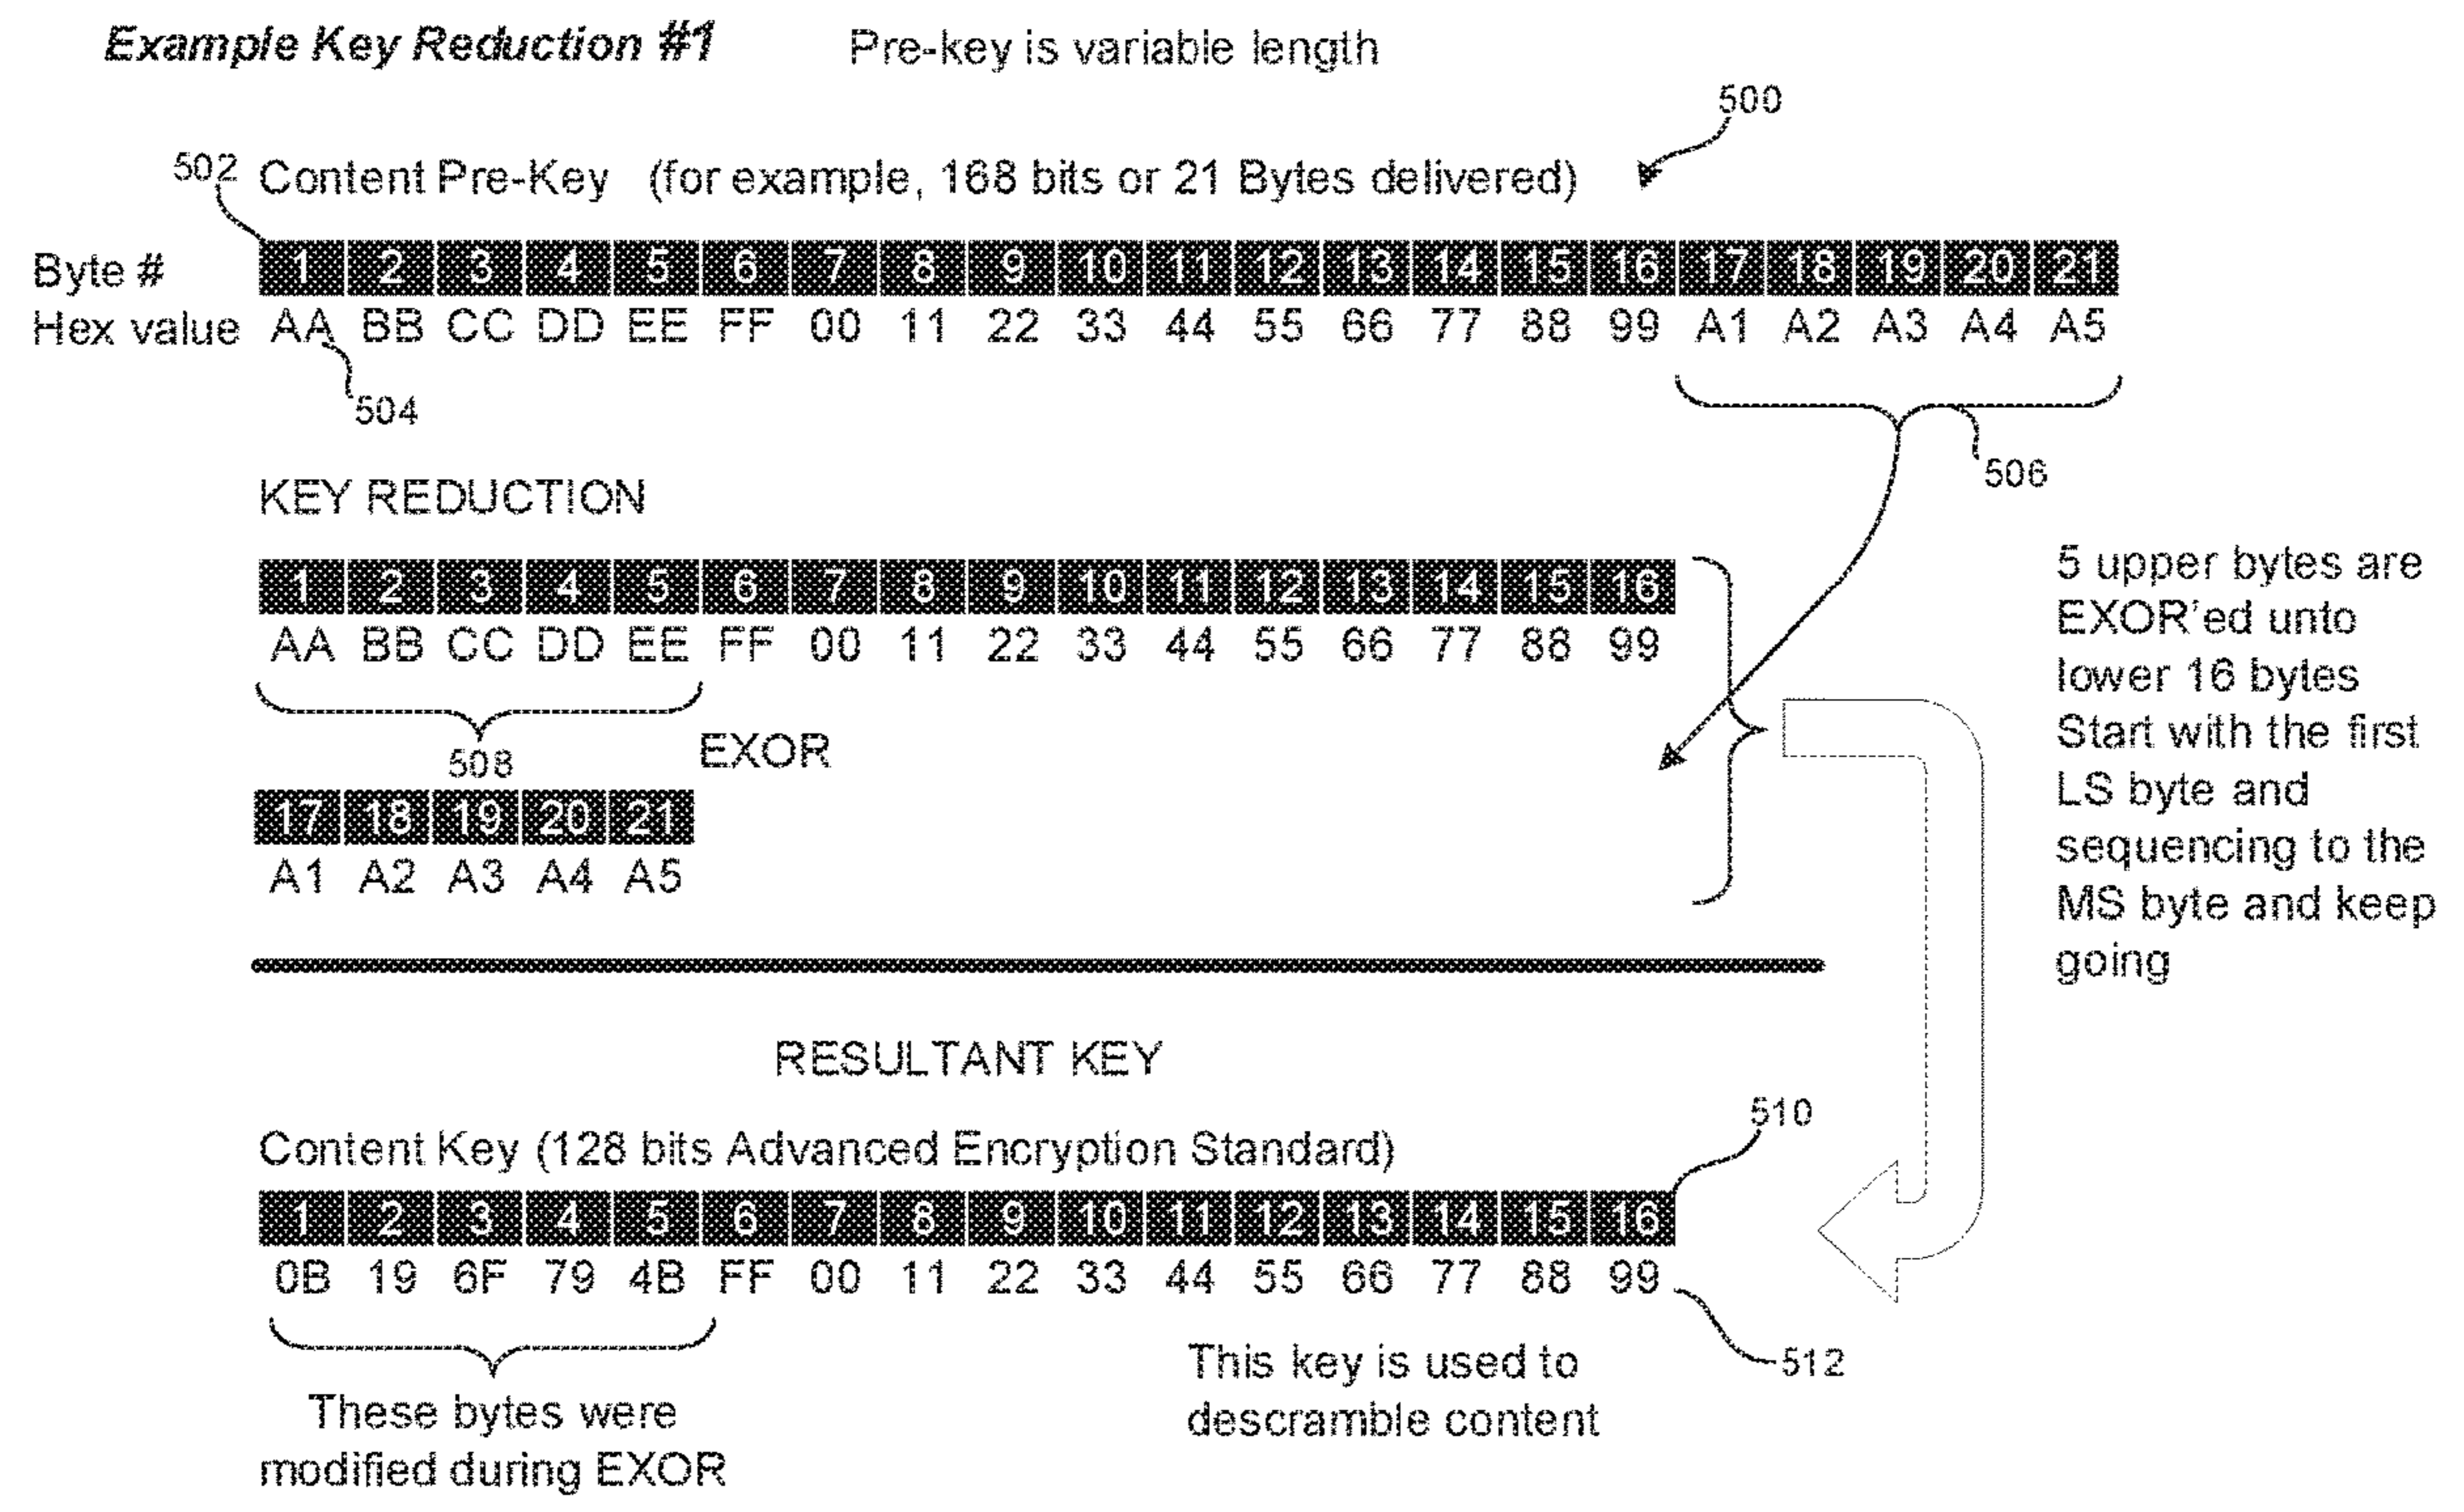 Example Key Reduction #1 Pre-key is variable length
500
502 Content Pre-Key (for example, 168 bits or 21 Bytes delivered)
Byte # 1 2 3 4 5 6 7 8 9 10 11 12 13 14 15 16 17 18 19 20 21
Hex value AA BB CC DD EE FF 00 11 22 33 44 55 66 77 88 99 A1 A2 A3 A4 A5
504
506
KEY REDUCTION
1 2 3 4 5 6 7 8 9 10 11 12 13 14 15 16
AA BB CC DD EE FF 00 11 22 33 44 55 66 77 88 99
508 EXOR
17 18 19 20 21
A1 A2 A3 A4 A5
5 upper bytes are
EXOR'ed unto
lower 16 bytes
Start with the first
LS byte and
sequencing to the
MS byte and keep
going
RESULTANT KEY
510
Content Key (128 bits Advanced Encryption Standard)
1 2 3 4 5 6 7 8 9 10 11 12 13 14 15 16
0B 19 6F 79 4B FF 00 11 22 33 44 55 66 77 88 99
512
These bytes were
modified during EXOR
This key is used to
descramble content